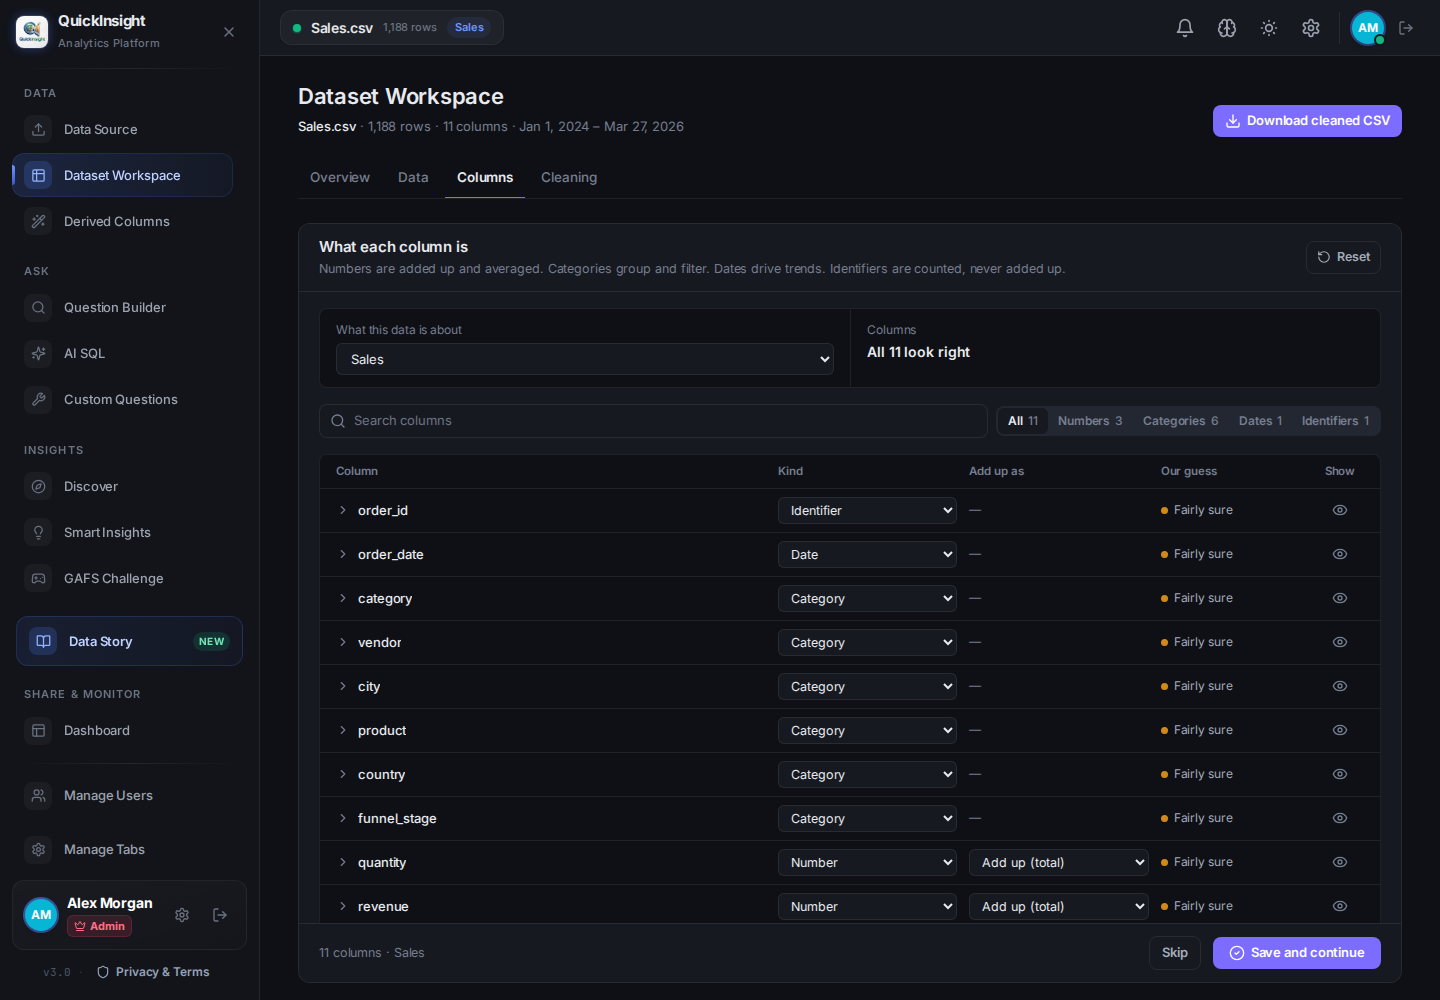 QuickInsight
Analytics Platform
DATA
Data Source
Dataset Workspace
Derived Columns
ASK
Question Builder
AI SQL
Custom Questions
INSIGHTS
Discover
Smart Insights
GAFS Challenge
Data Story NEW
SHARE & MONITOR
Dashboard
Manage Users
Manage Tabs
AM Alex Morgan
Admin
v3.0 · Privacy & Terms
Sales.csv 1,188 rows Sales
AM
Dataset Workspace
Sales.csv · 1,188 rows · 11 columns · Jan 1, 2024 – Mar 27, 2026
Download cleaned CSV
Overview Data Columns Cleaning
What each column is
Numbers are added up and averaged. Categories group and filter. Dates drive trends. Identifiers are counted, never added up.
Reset
What this data is about
Sales
Columns
All 11 look right
Search columns
All 11 Numbers 3 Categories 6 Dates 1 Identifiers 1
Column Kind Add up as Our guess Show
order_id Identifier — Fairly sure
order_date Date — Fairly sure
category Category — Fairly sure
vendor Category — Fairly sure
city Category — Fairly sure
product Category — Fairly sure
country Category — Fairly sure
funnel_stage Category — Fairly sure
quantity Number Add up (total) Fairly sure
revenue Number Add up (total) Fairly sure
11 columns · Sales
Skip
Save and continue